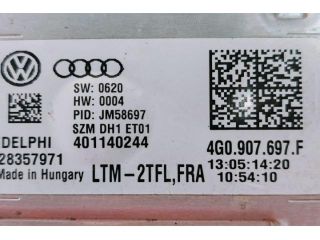 SW: 0620
HW: 0004
PID: JM58697
SZM DH1 ET01
DELPHI 401140244
28357971
Made in Hungary
LTM-2TFL,FRA
4G0.907.697.F
13:05:14:20
10:54:10